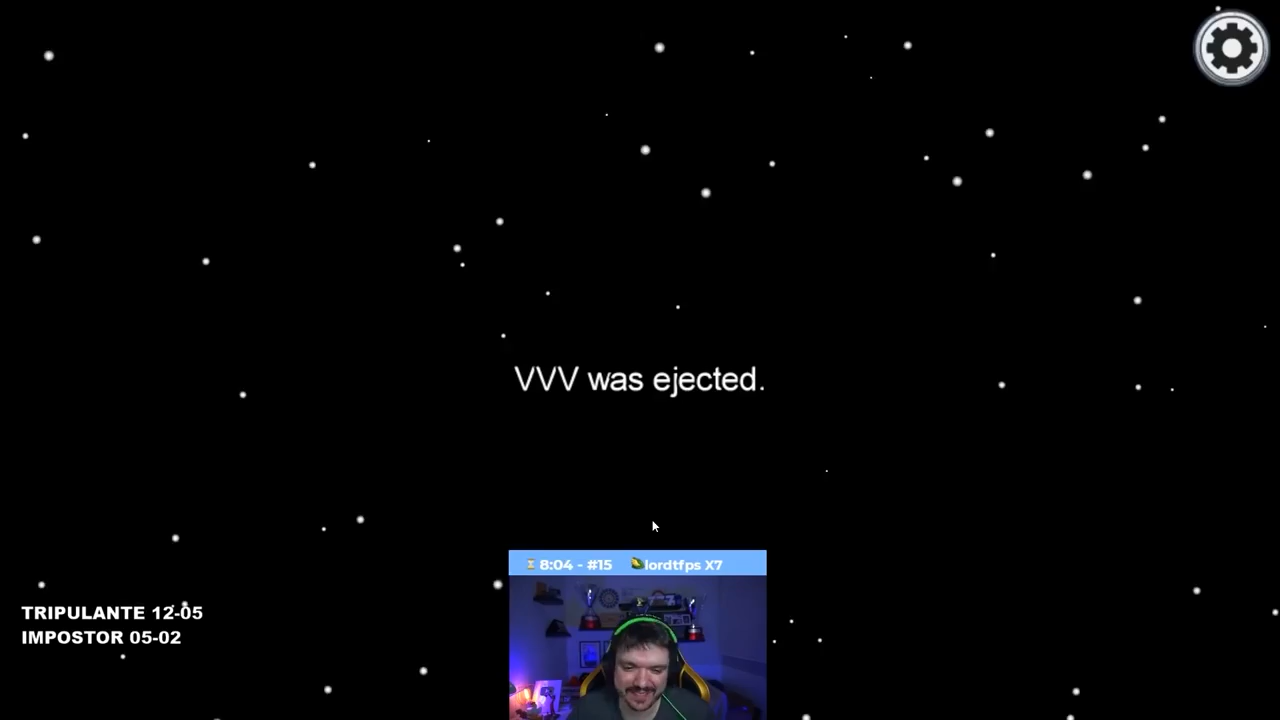 VVV was ejected.
8:04 - #15 lordtfps X7
TRIPULANTE 12-05
IMPOSTOR 05-02